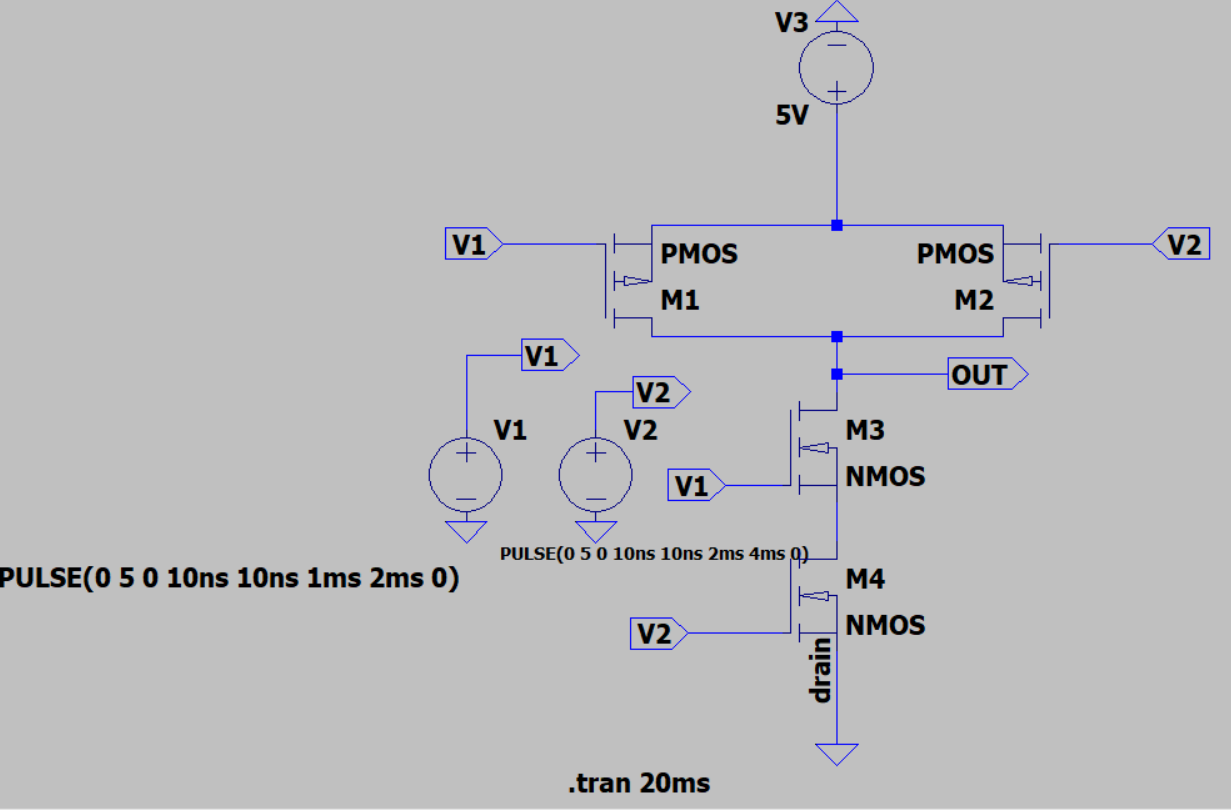 V3
5V
V1
PMOS
M1
PMOS
M2
V2
V1
V2
OUT
V1
V2
M3
NMOS
V1
PULSE(0 5 0 10ns 10ns 2ms 4ms 0)
PULSE(0 5 0 10ns 10ns 1ms 2ms 0)
M4
NMOS
V2
drain
.tran 20ms